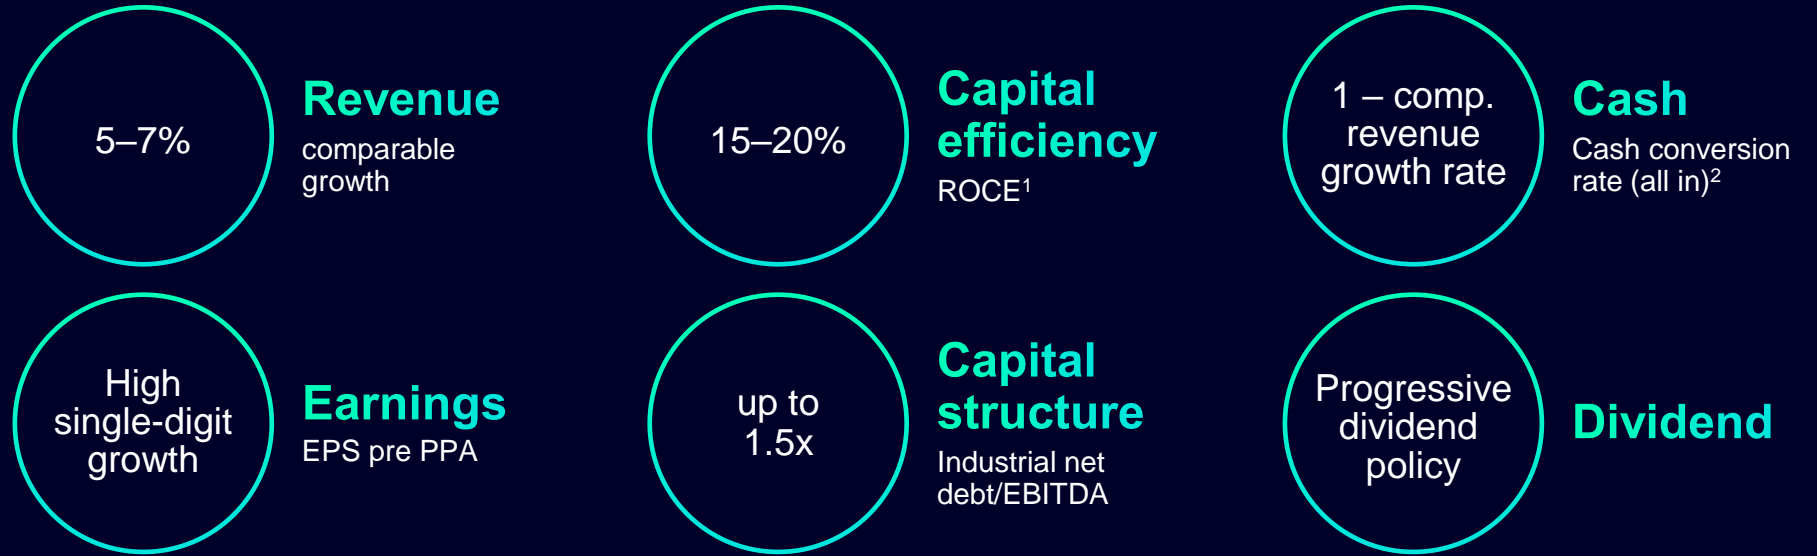 5–7%
Revenue
comparable
growth
15–20%
Capital
efficiency
ROCE¹
1 – comp.
revenue
growth rate
Cash
Cash conversion
rate (all in)²
High
single-digit
growth
Earnings
EPS pre PPA
up to
1.5x
Capital
structure
Industrial net
debt/EBITDA
Progressive
dividend
policy
Dividend